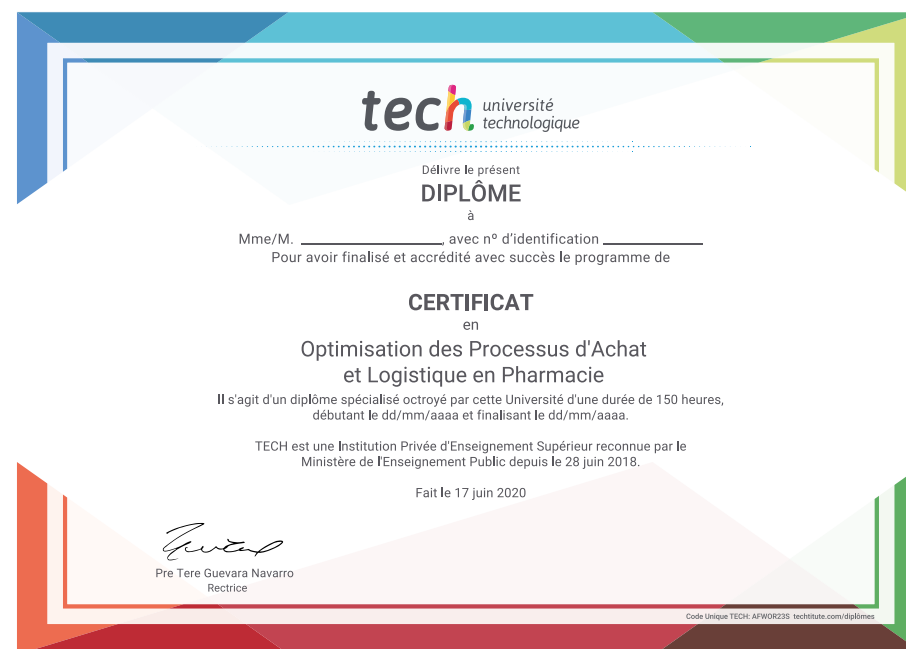 tech université
technologique
Délivre le présent
DIPLÔME
à
Mme/M. ____________________, avec nº d'identification ______________
Pour avoir finalisé et accrédité avec succès le programme de
CERTIFICAT
en
Optimisation des Processus d'Achat
et Logistique en Pharmacie
Il s'agit d'un diplôme spécialisé octroyé par cette Université d'une durée de 150 heures,
débutant le dd/mm/aaaa et finalisant le dd/mm/aaaa.
TECH est une Institution Privée d'Enseignement Supérieur reconnue par le
Ministère de l'Enseignement Public depuis le 28 juin 2018.
Fait le 17 juin 2020
Pre Tere Guevara Navarro
Rectrice
Code Unique TECH: AFWOR23S techtitute.com/diplômes